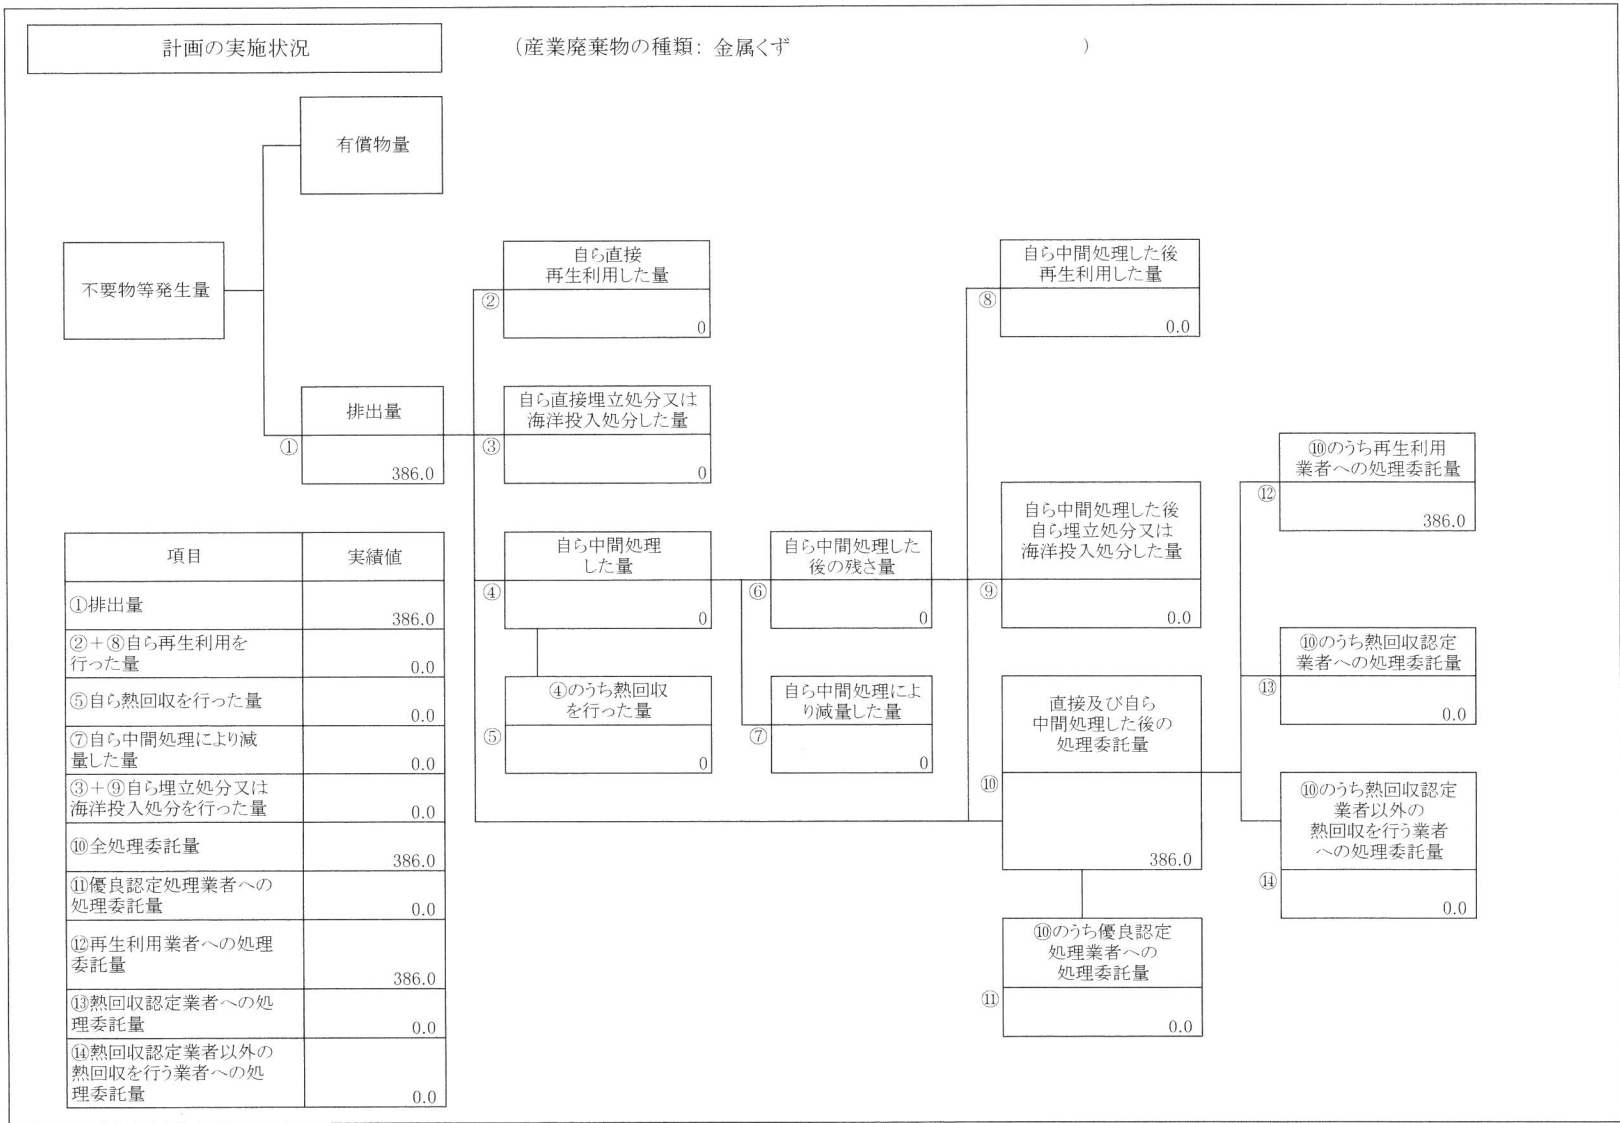 計画の実施状況
(産業廃棄物の種類: 金属くず )
有償物量
不要物等発生量
排出量
①
386.0
自ら直接
再生利用した量
②
0
自ら直接埋立処分又は
海洋投入処分した量
③
0
自ら中間処理
した量
④
0
④のうち熱回収
を行った量
⑤
0
自ら中間処理した
後の残さ量
⑥
0
自ら中間処理によ
り減量した量
⑦
0
自ら中間処理した後
再生利用した量
⑧
0.0
自ら中間処理した後
自ら埋立処分又は
海洋投入処分した量
⑨
0.0
直接及び自ら
中間処理した後の
処理委託量
⑩
386.0
⑩のうち優良認定
処理業者への
処理委託量
⑪
0.0
⑩のうち再生利用
業者への処理委託量
⑫
386.0
⑩のうち熱回収認定
業者への処理委託量
⑬
0.0
⑩のうち熱回収認定
業者以外の
熱回収を行う業者
への処理委託量
⑭
0.0
項目 実績値
①排出量
386.0
②+⑧自ら再生利用を
行った量 0.0
⑤自ら熱回収を行った量
0.0
⑦自ら中間処理により減
量した量 0.0
③+⑨自ら埋立処分又は
海洋投入処分を行った量 0.0
⑩全処理委託量
386.0
⑪優良認定処理業者への
処理委託量 0.0
⑫再生利用業者への処理
委託量
386.0
⑬熱回収認定業者への処
理委託量 0.0
⑭熱回収認定業者以外の
熱回収を行う業者への処
理委託量 0.0